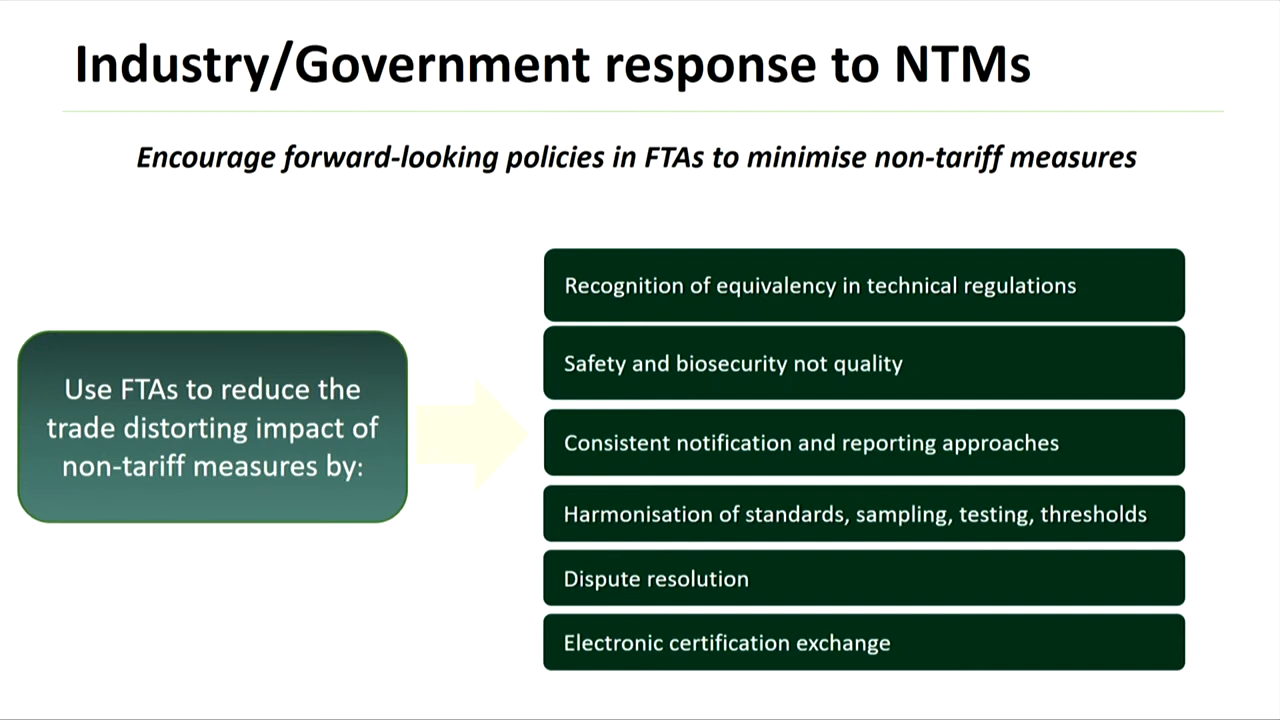 Industry/Government response to NTMs
Encourage forward-looking policies in FTAs to minimise non-tariff measures
Use FTAs to reduce the
trade distorting impact of
non-tariff measures by:
Recognition of equivalency in technical regulations
Safety and biosecurity not quality
Consistent notification and reporting approaches
Harmonisation of standards, sampling, testing, thresholds
Dispute resolution
Electronic certification exchange